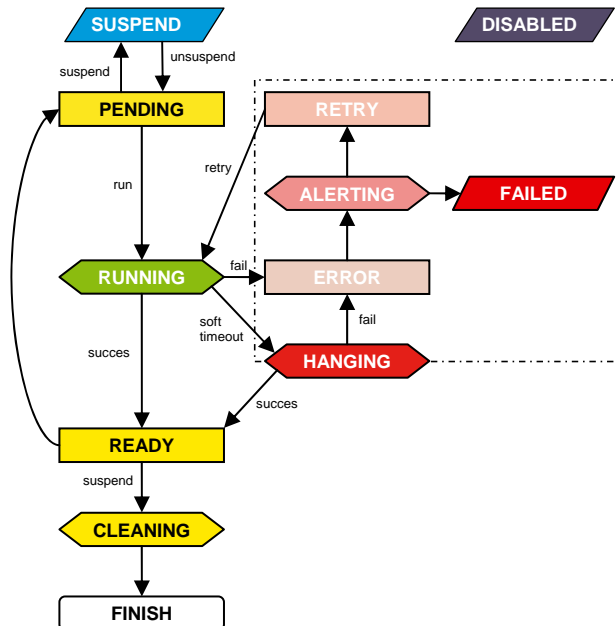 SUSPEND
DISABLED
suspend
unsuspend
PENDING
RETRY
run
retry
ALERTING
FAILED
RUNNING
fail
ERROR
soft
timeout
fail
succes
HANGING
succes
READY
suspend
CLEANING
FINISH